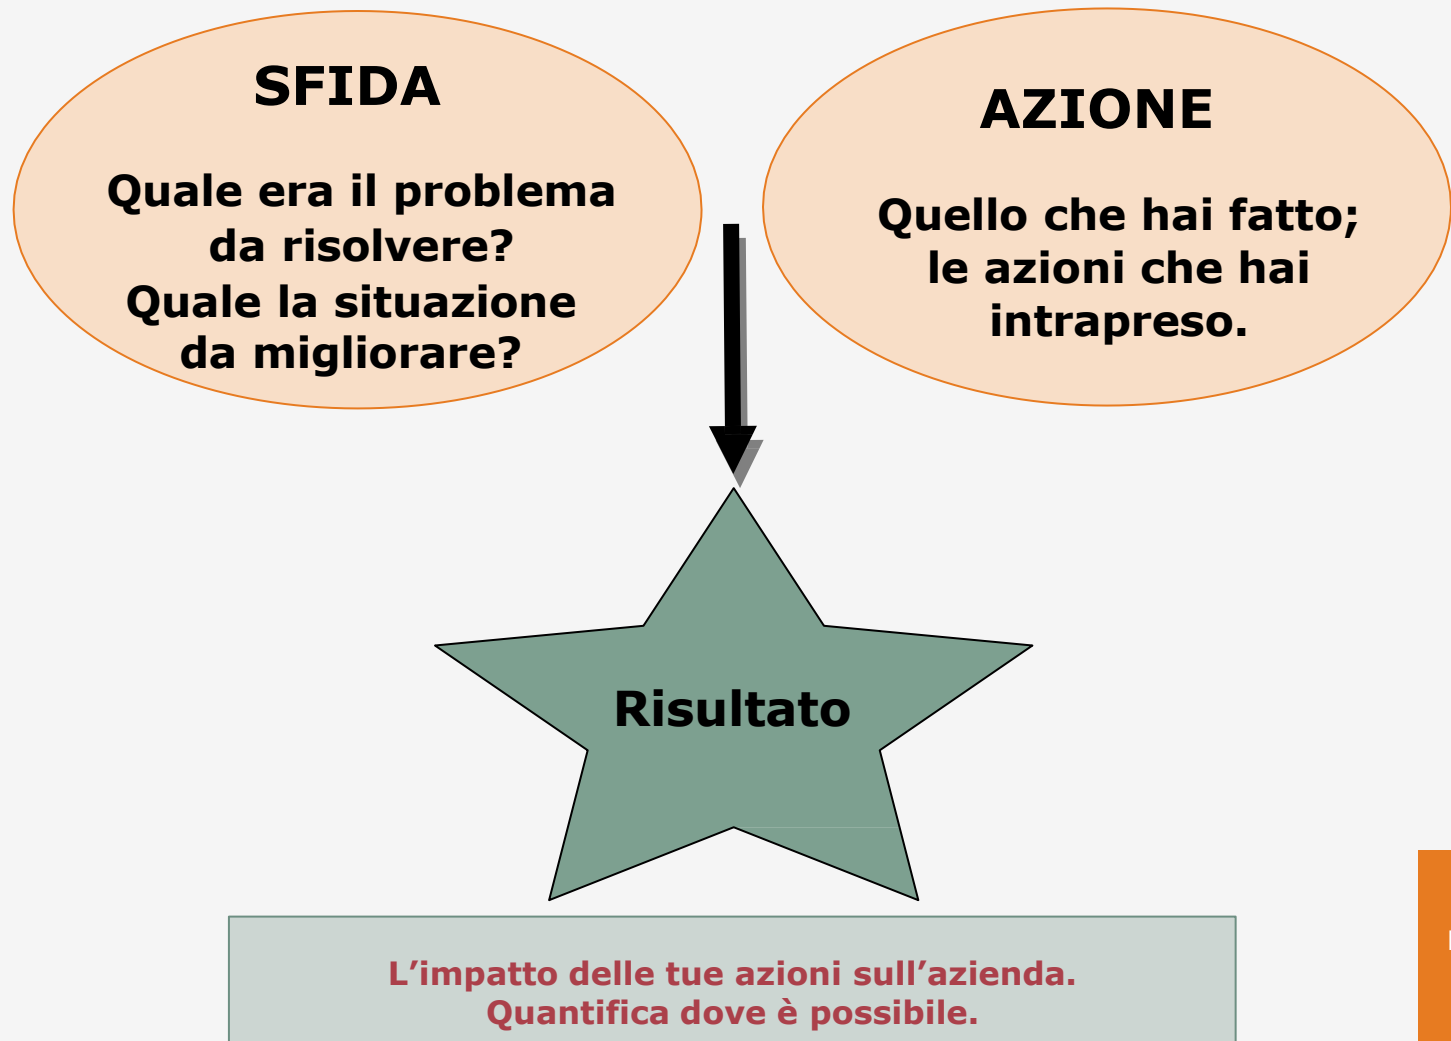 SFIDA
Quale era il problema
da risolvere?
Quale la situazione
da migliorare?
AZIONE
Quello che hai fatto;
le azioni che hai
intrapreso.
Risultato
L’impatto delle tue azioni sull’azienda.
Quantifica dove è possibile.